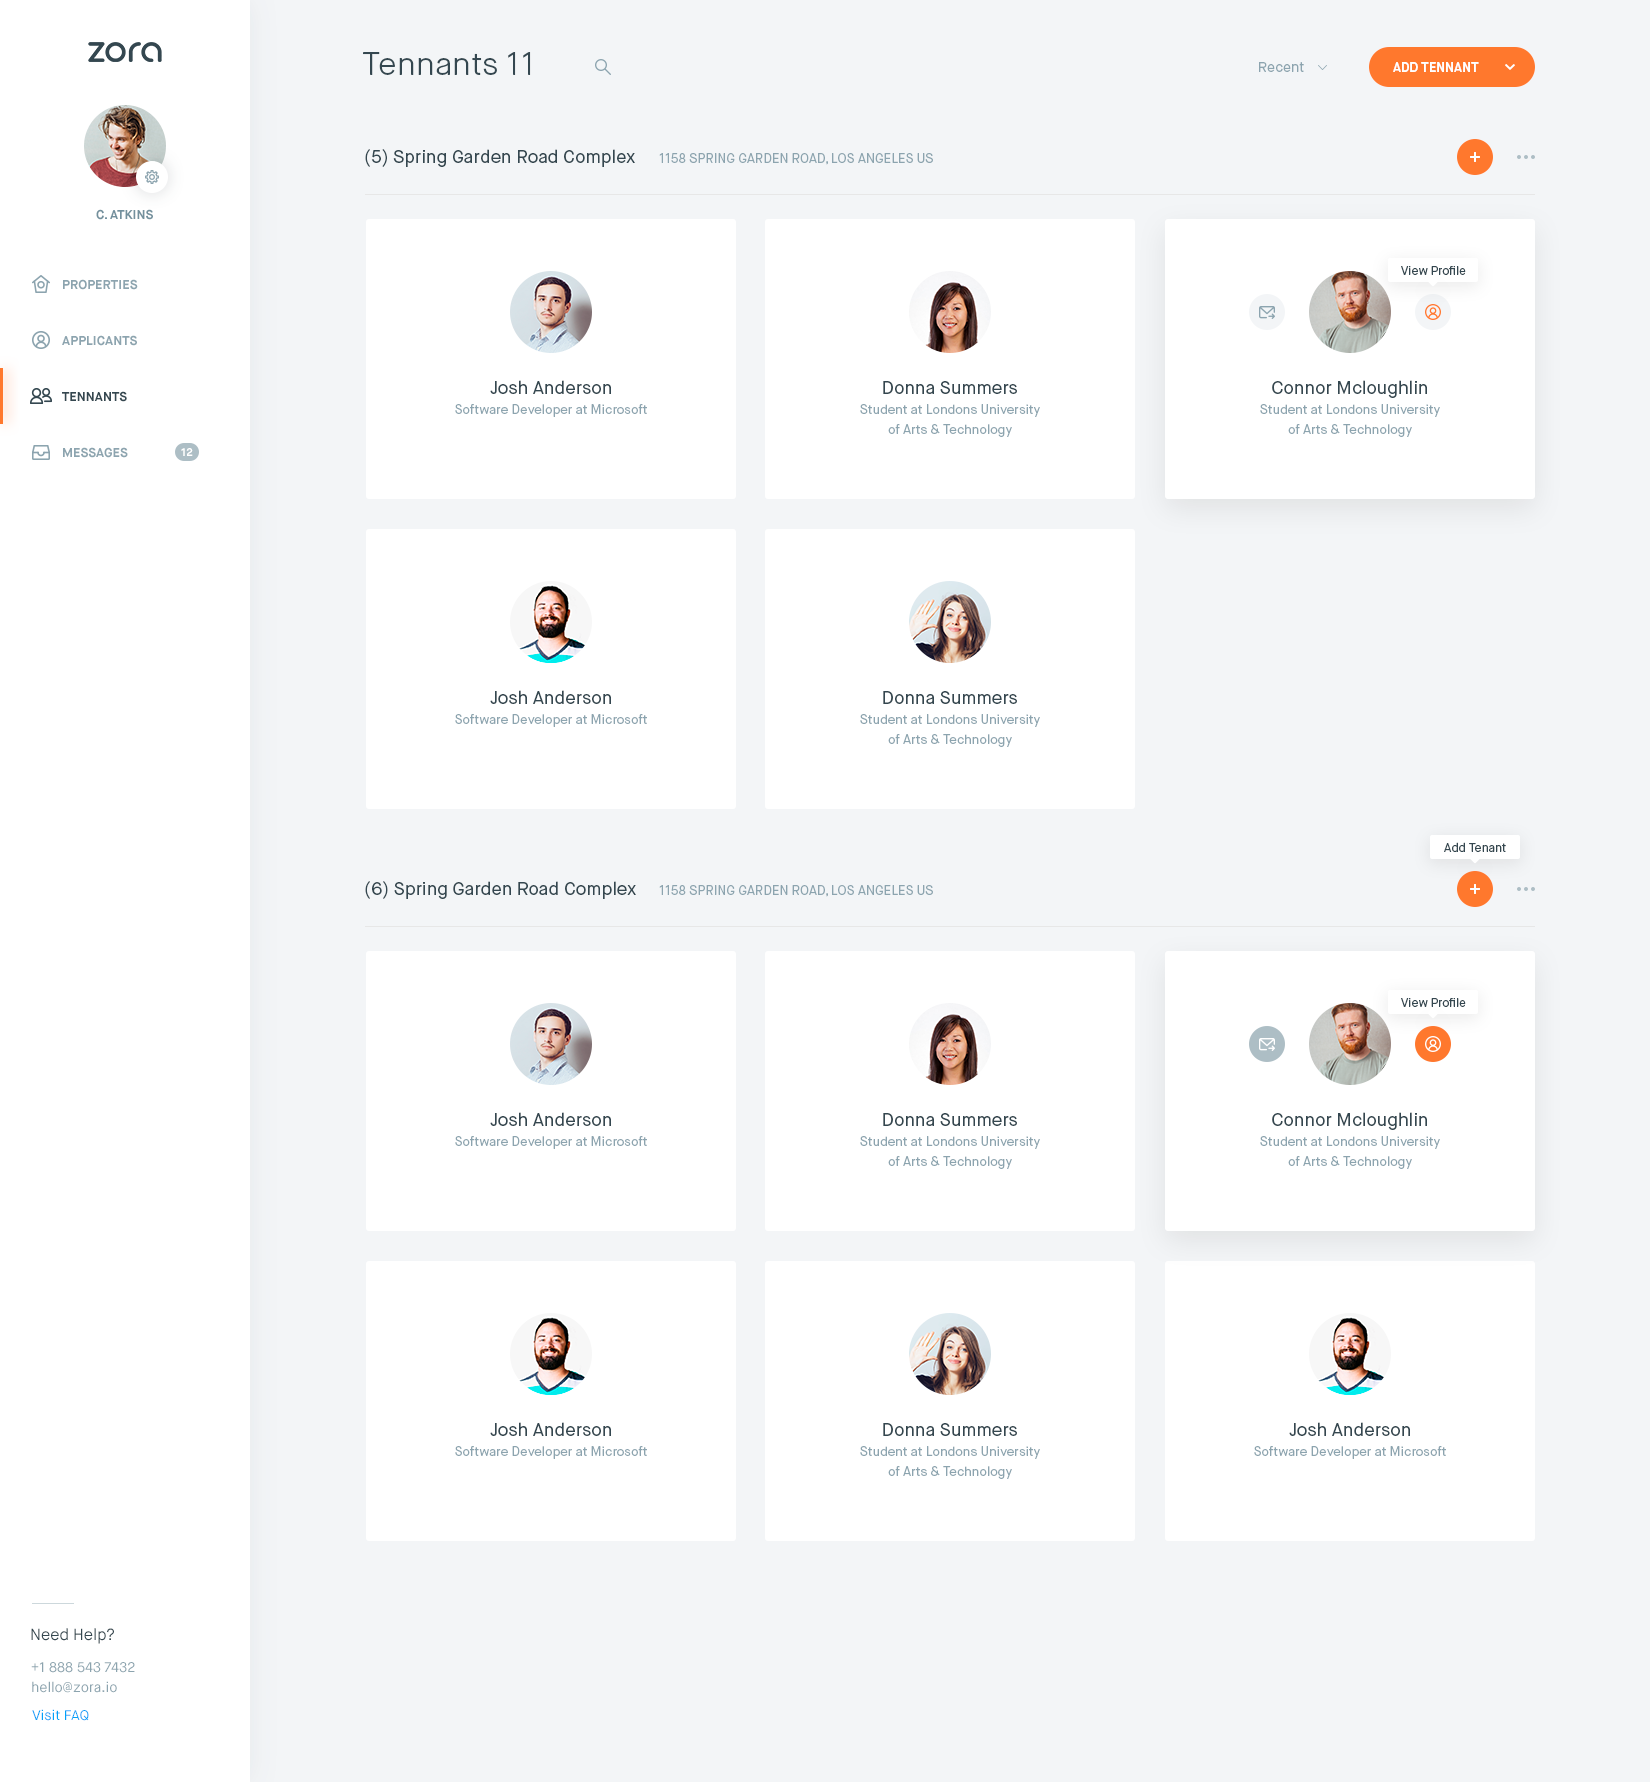 zora
C. ATKINS
PROPERTIES
APPLICANTS
TENNANTS
MESSAGES 12
Need Help?
+1 888 543 7432
hello@zora.io
Visit FAQ
Tennants 11
Recent
ADD TENNANT
(5) Spring Garden Road Complex 1158 SPRING GARDEN ROAD, LOS ANGELES US
Josh Anderson
Software Developer at Microsoft
Donna Summers
Student at Londons University
of Arts & Technology
View Profile
Connor Mcloughlin
Student at Londons University
of Arts & Technology
Josh Anderson
Software Developer at Microsoft
Donna Summers
Student at Londons University
of Arts & Technology
Add Tenant
(6) Spring Garden Road Complex 1158 SPRING GARDEN ROAD, LOS ANGELES US
Josh Anderson
Software Developer at Microsoft
Donna Summers
Student at Londons University
of Arts & Technology
View Profile
Connor Mcloughlin
Student at Londons University
of Arts & Technology
Josh Anderson
Software Developer at Microsoft
Donna Summers
Student at Londons University
of Arts & Technology
Josh Anderson
Software Developer at Microsoft